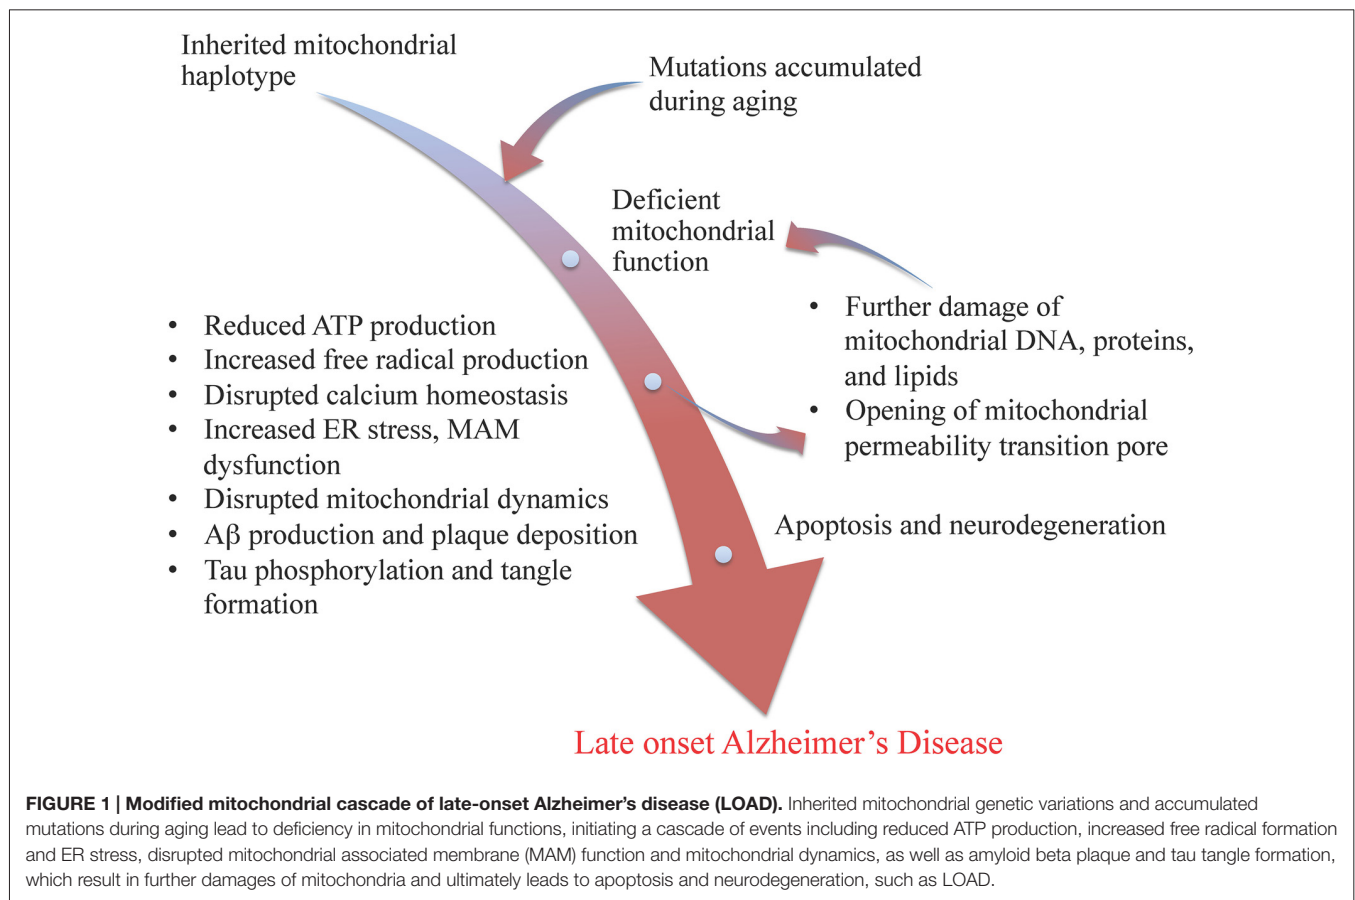 Inherited mitochondrial
haplotype
Mutations accumulated
during aging
Deficient
mitochondrial
function
• Further damage of
mitochondrial DNA, proteins,
and lipids
• Opening of mitochondrial
permeability transition pore
• Reduced ATP production
• Increased free radical production
• Disrupted calcium homeostasis
• Increased ER stress, MAM
dysfunction
• Disrupted mitochondrial dynamics
• Aβ production and plaque deposition
• Tau phosphorylation and tangle
formation
Apoptosis and neurodegeneration
Late onset Alzheimer’s Disease
FIGURE 1 | Modified mitochondrial cascade of late-onset Alzheimer’s disease (LOAD). Inherited mitochondrial genetic variations and accumulated
mutations during aging lead to deficiency in mitochondrial functions, initiating a cascade of events including reduced ATP production, increased free radical formation
and ER stress, disrupted mitochondrial associated membrane (MAM) function and mitochondrial dynamics, as well as amyloid beta plaque and tau tangle formation,
which result in further damages of mitochondria and ultimately leads to apoptosis and neurodegeneration, such as LOAD.